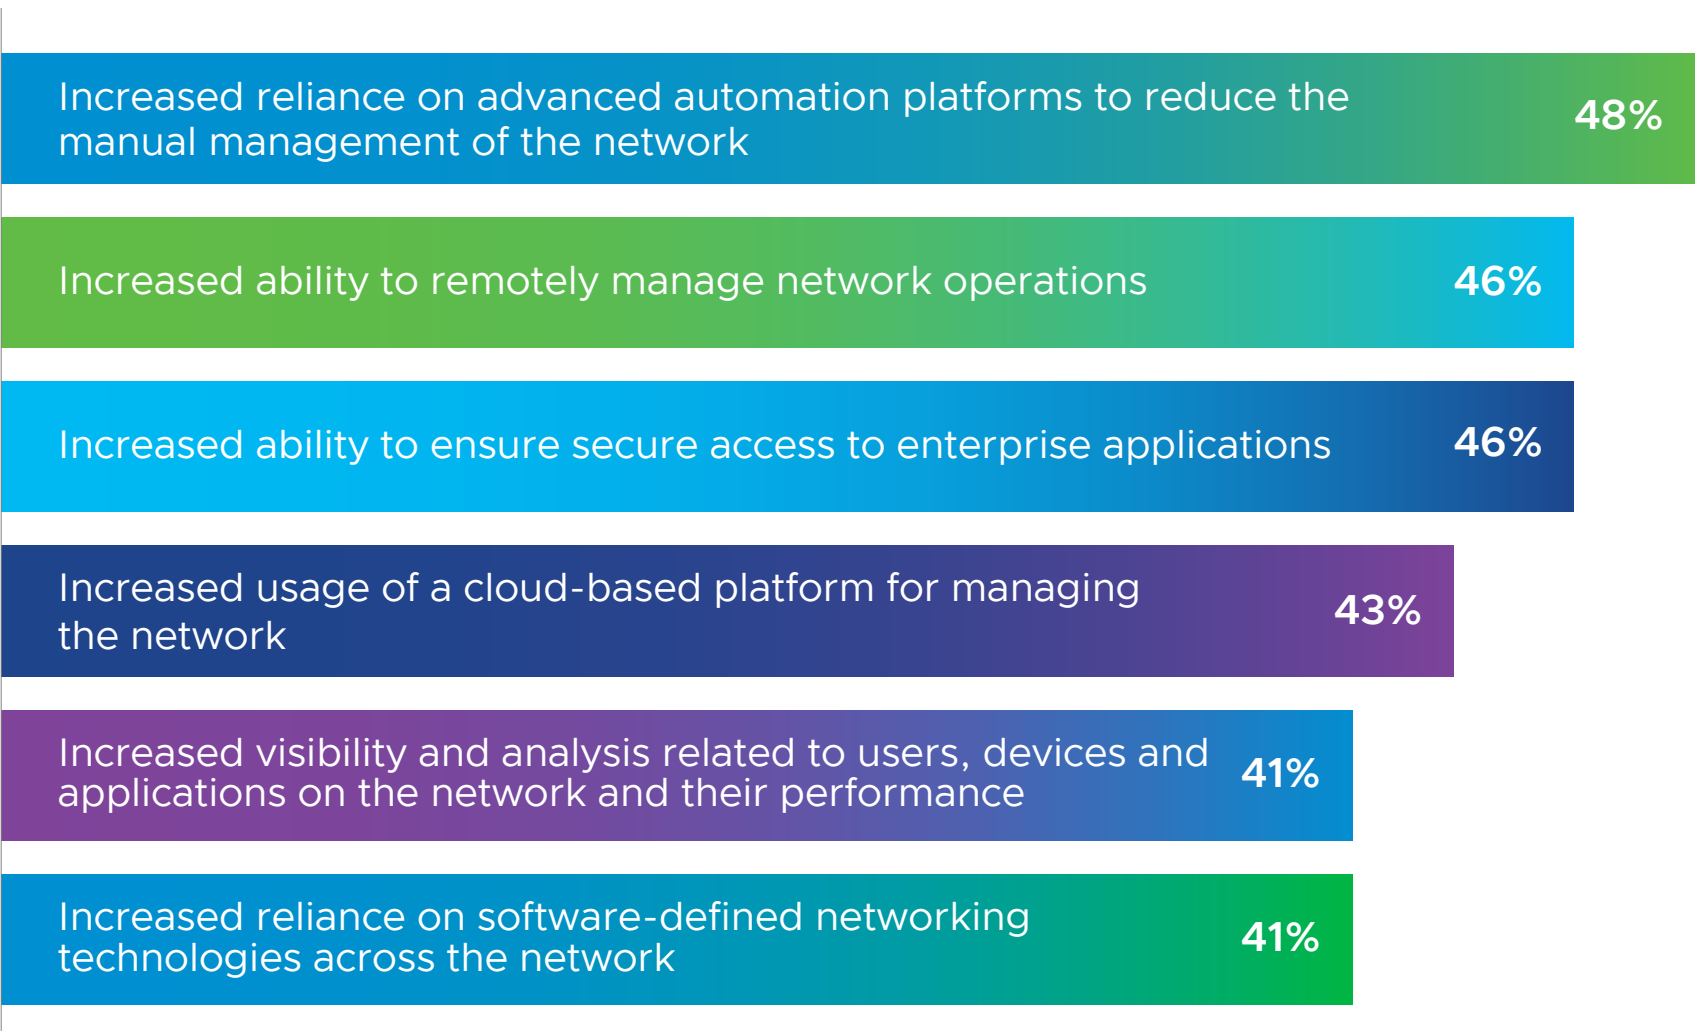 Increased reliance on advanced automation platforms to reduce the
manual management of the network
48%
Increased ability to remotely manage network operations
46%
Increased ability to ensure secure access to enterprise applications
46%
Increased usage of a cloud-based platform for managing
the network
43%
Increased visibility and analysis related to users, devices and
applications on the network and their performance
41%
Increased reliance on software-defined networking
technologies across the network
41%